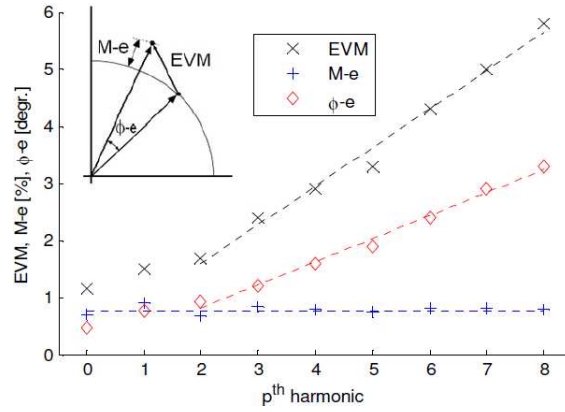 6
5
4
3
2
1
0
EVM, M-e [%], ϕ-e [degr.]
M-e
EVM
ϕ-e
EVM
M-e
ϕ-e
0 1 2 3 4 5 6 7 8
pth harmonic